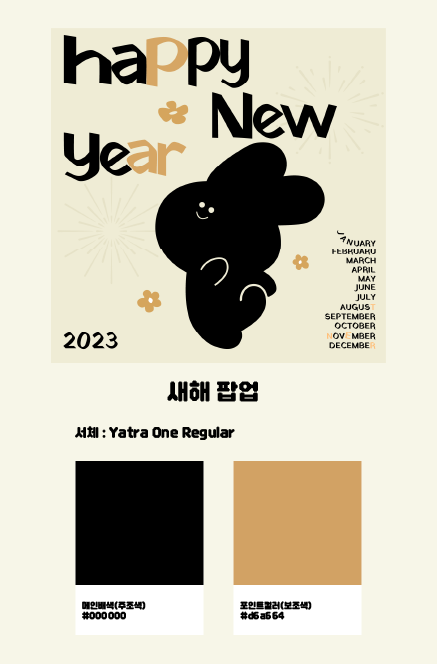 happy
New
year
JANUARY
FEBRUARU
MARCH
APRIL
MAY
JUNE
JULY
AUGUST
SEPTEMBER
OCTOBER
NOVEMBER
DECEMBER
2023
새해 팝업
서체 : Yatra One Regular
메인배색(주조색)
#000000
포인트컬러(보조색)
#d6a664